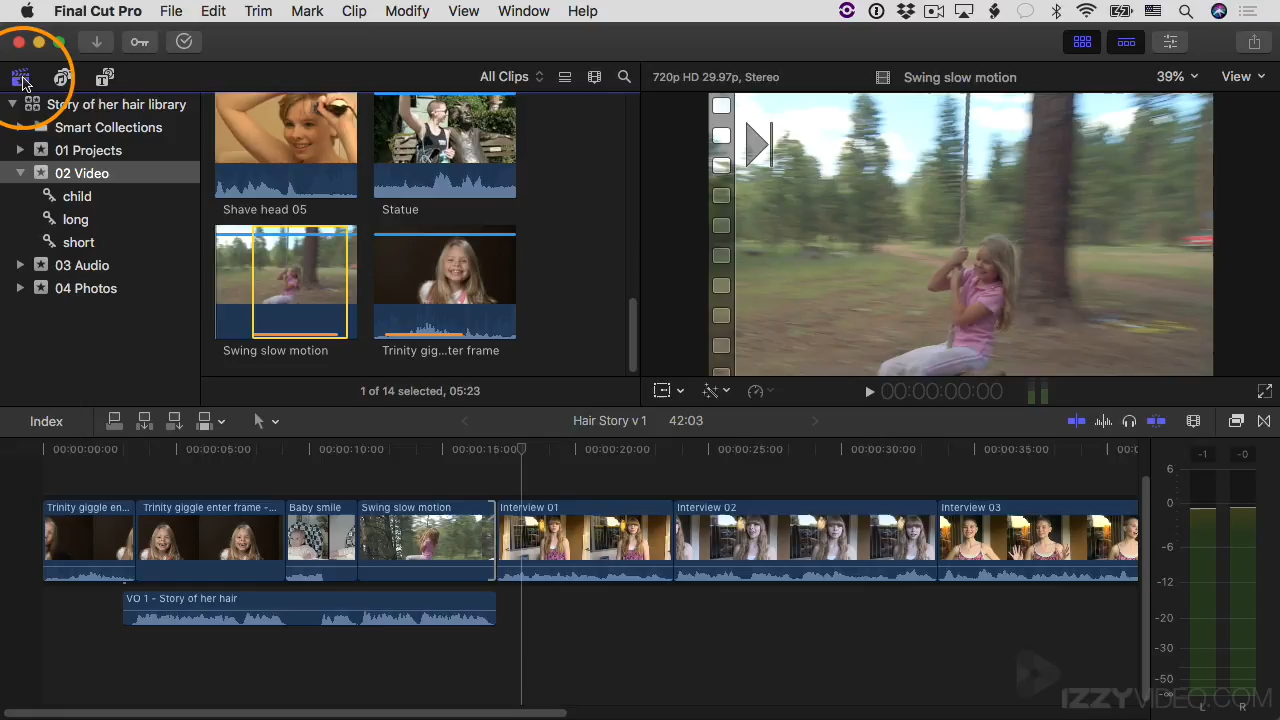 Final Cut Pro File Edit Trim Mark Clip Modify View Window Help
All Clips
720p HD 29.97p, Stereo
Swing slow motion
39%
View
Story of her hair library
Smart Collections
01 Projects
02 Video
child
long
short
03 Audio
04 Photos
Shave head 05
Statue
Swing slow motion
Trinity gig...ter frame
1 of 14 selected, 05:23
00:00:00:00
Index
Hair Story v 1
42:03
00:00:00:00 00:00:05:00 00:00:10:00 00:00:15:00 00:00:20:00 00:00:25:00 00:00:30:00 00:00:35:00 00:0
-1 -0
6
0
-6
-12
-20
-30
-50
-∞
L R
Trinity giggle en... Trinity giggle enter frame -... Baby smile Swing slow motion Interview 01 Interview 02 Interview 03
VO 1 - Story of her hair
IZZYVIDEO.COM